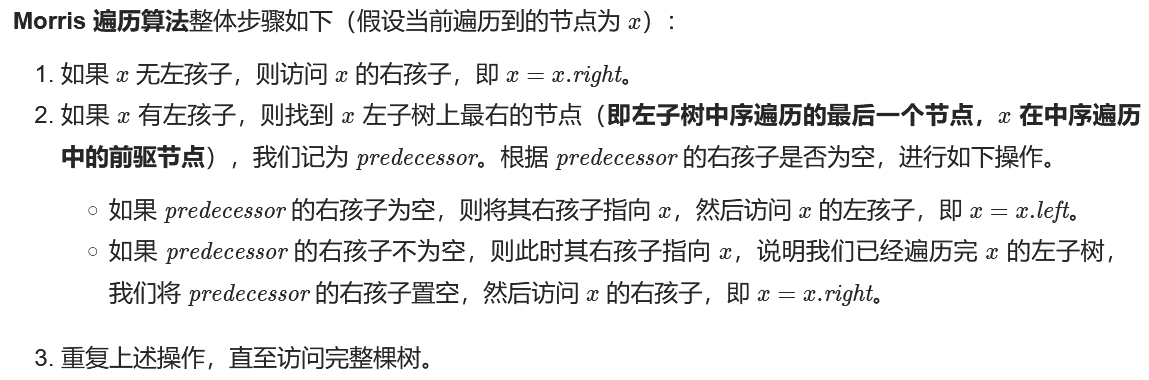 Morris 遍历算法整体步骤如下（假设当前遍历到的节点为 x）：
1. 如果 x 无左孩子，则访问 x 的右孩子，即 x = x.right。
2. 如果 x 有左孩子，则找到 x 左子树上最右的节点（即左子树中序遍历的最后一个节点，x 在中序遍历
中的前驱节点），我们记为 predecessor。根据 predecessor 的右孩子是否为空，进行如下操作。
○ 如果 predecessor 的右孩子为空，则将其右孩子指向 x，然后访问 x 的左孩子，即 x = x.left。
○ 如果 predecessor 的右孩子不为空，则此时其右孩子指向 x，说明我们已经遍历完 x 的左子树，
我们将 predecessor 的右孩子置空，然后访问 x 的右孩子，即 x = x.right。
3. 重复上述操作，直至访问完整棵树。